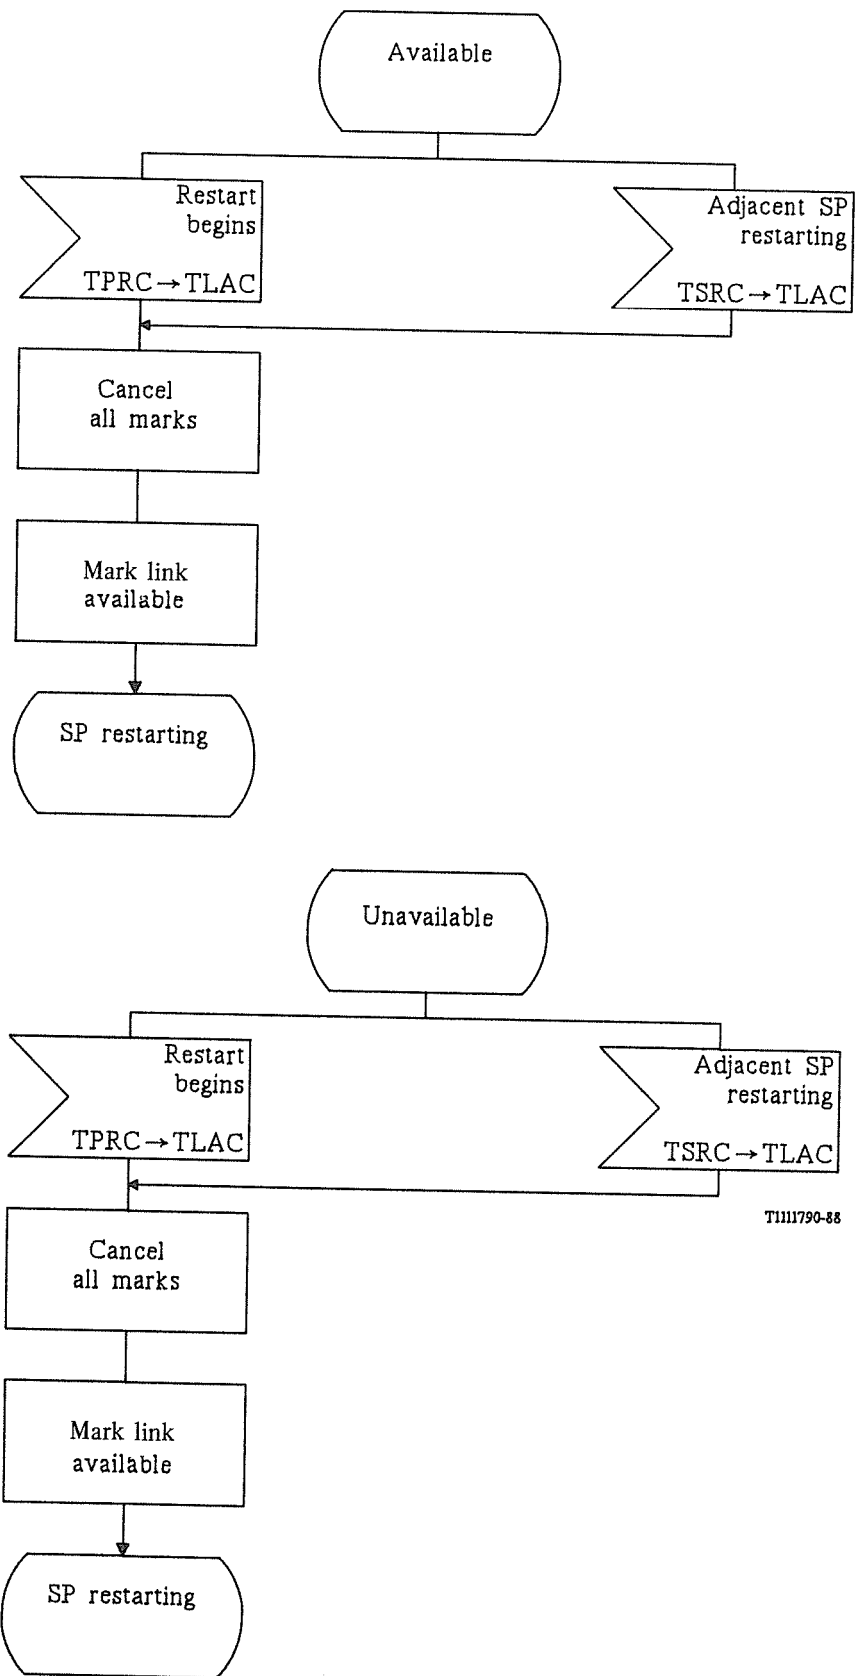 Available
Restart
begins
TPRC→TLAC
Adjacent SP
restarting
TSRC→TLAC
Cancel
all marks
Mark link
available
SP restarting
Unavailable
Restart
begins
TPRC→TLAC
Adjacent SP
restarting
TSRC→TLAC
T1111790-88
Cancel
all marks
Mark link
available
SP restarting